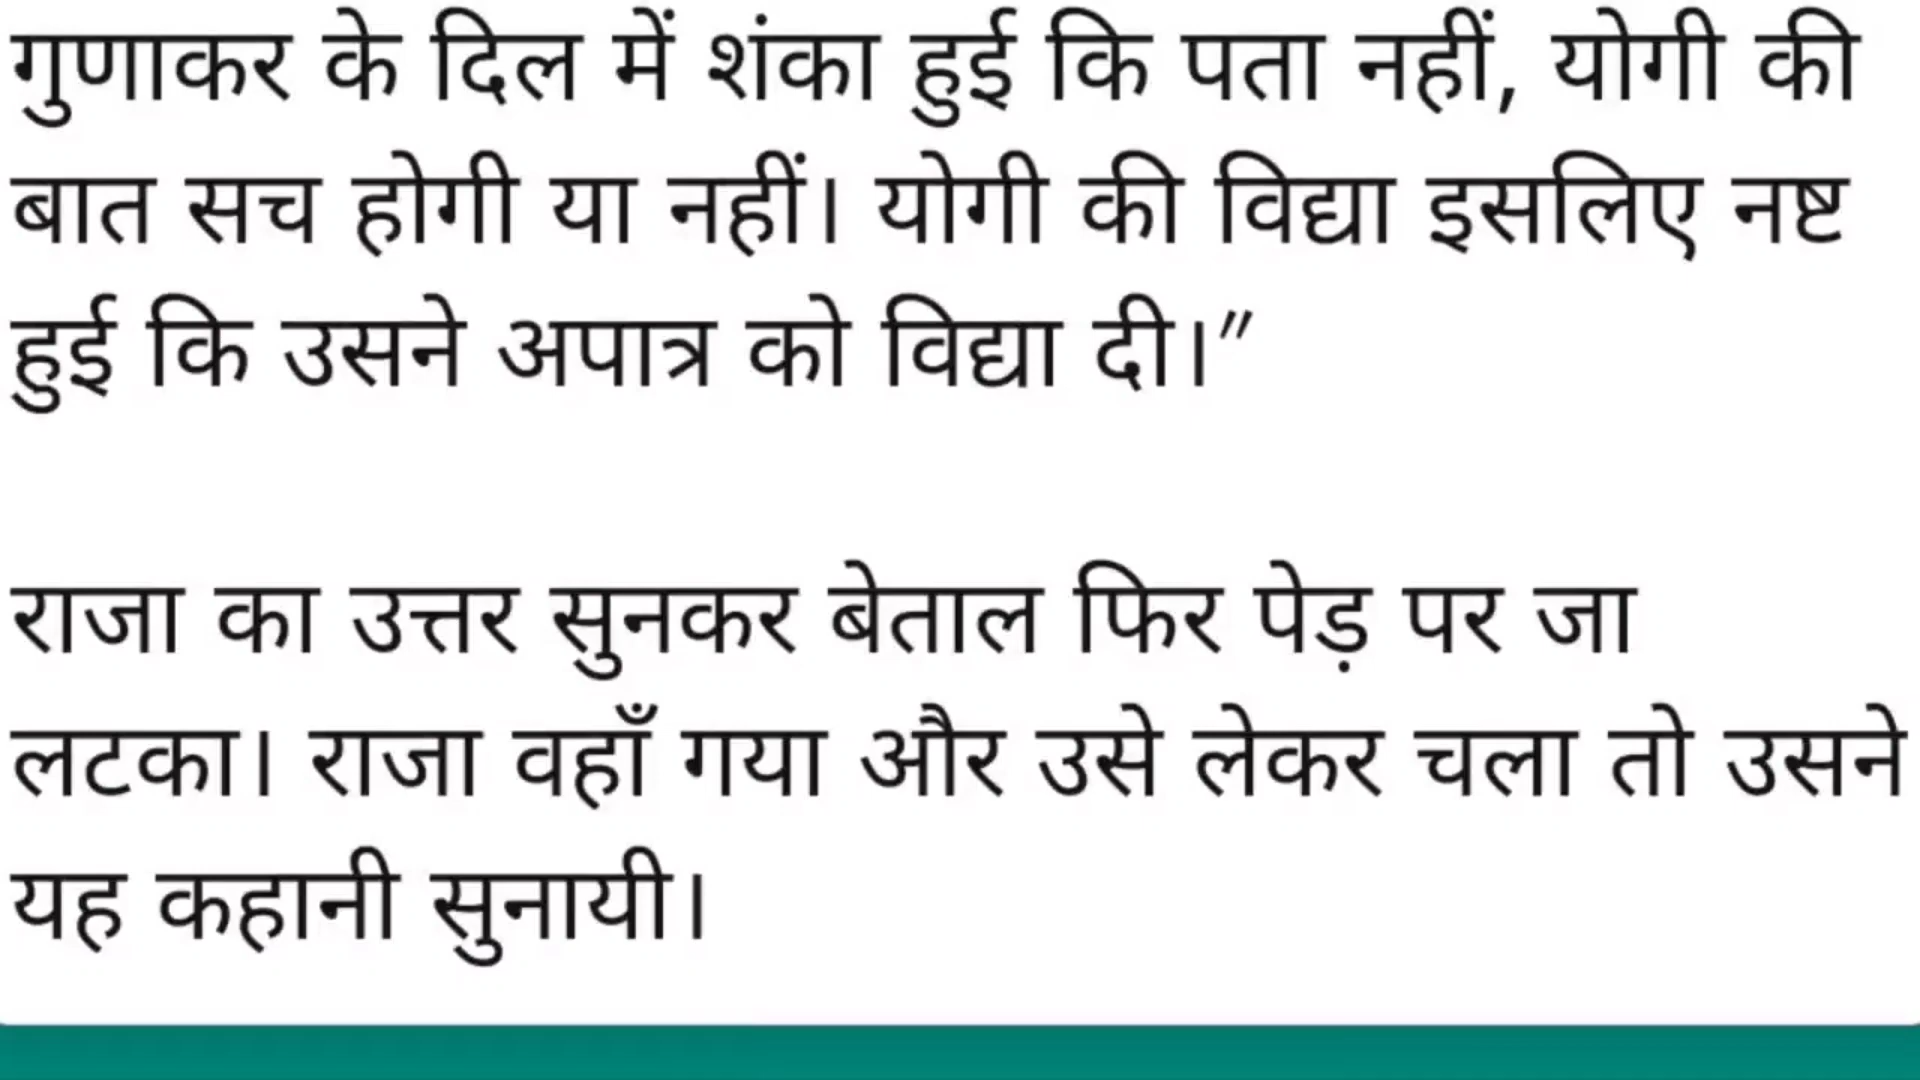 गुणाकर के दिल में शंका हुई कि पता नहीं, योगी की
बात सच होगी या नहीं। योगी की विद्या इसलिए नष्ट
हुई कि उसने अपात्र को विद्या दी।”
राजा का उत्तर सुनकर बेताल फिर पेड़ पर जा
लटका। राजा वहाँ गया और उसे लेकर चला तो उसने
यह कहानी सुनायी।